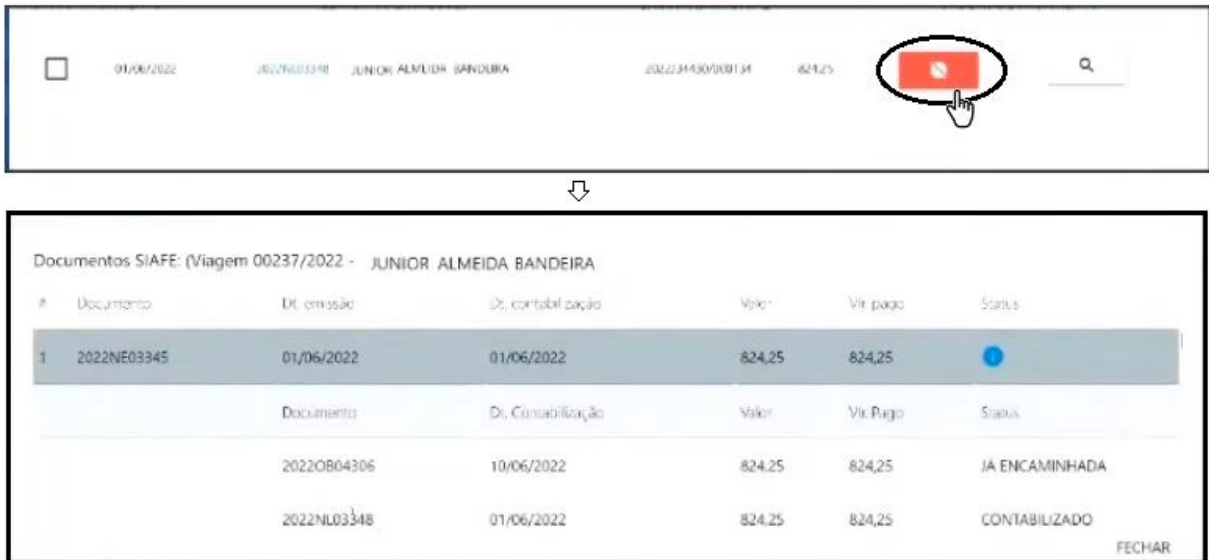 01/06/2022 2022NL03348 JUNIOR ALMEIDA BANDEIRA 824,25
Documentos SIAFE: (Viagem 00237/2022 - JUNIOR ALMEIDA BANDEIRA
# Documento Dt. emissão Dt. contabilização Valor Vlr. pago Status
1 2022NE03345 01/06/2022 01/06/2022 824,25 824,25
Documento Dt. Contabilização Valor Vlr. Pago Status
2022OB04306 10/06/2022 824,25 824,25 JA ENCAMINHADA
2022NL03348 01/06/2022 824,25 824,25 CONTABILIZADO
FECHAR